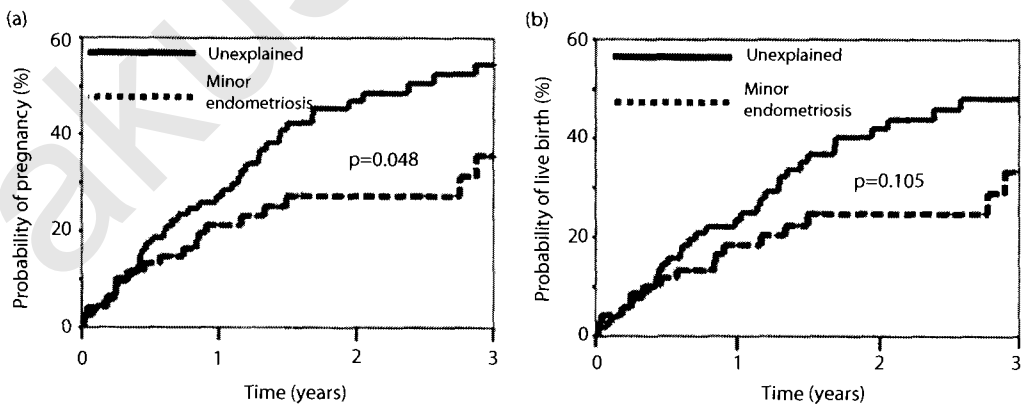 (a)
60
40
20
0
Probability of pregnancy (%)
Unexplained
Minor
endometriosis
p=0.048
0 1 2 3
Time (years)
(b)
60
40
20
0
Probability of live birth (%)
Unexplained
Minor
endometriosis
p=0.105
0 1 2 3
Time (years)
aku